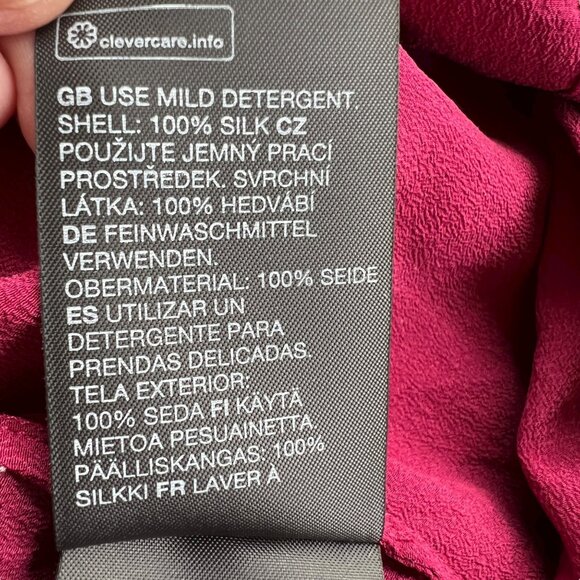 clevercare.info
GB USE MILD DETERGENT.
SHELL: 100% SILK CZ
POUŽIJTE JEMNY PRACÍ
PROSTŘEDEK. SVRCHNÍ
LÁTKA: 100% HEDVÁBÍ
DE FEINWASCHMITTEL
VERWENDEN.
OBERMATERIAL: 100% SEIDE
ES UTILIZAR UN
DETERGENTE PARA
PRENDAS DELICADAS.
TELA EXTERIOR:
100% SEDA FI KÄYTÄ
MIETOA PESUAINETTA.
PÄÄLLISKANGAS: 100%
SILKKI FR LAVER À